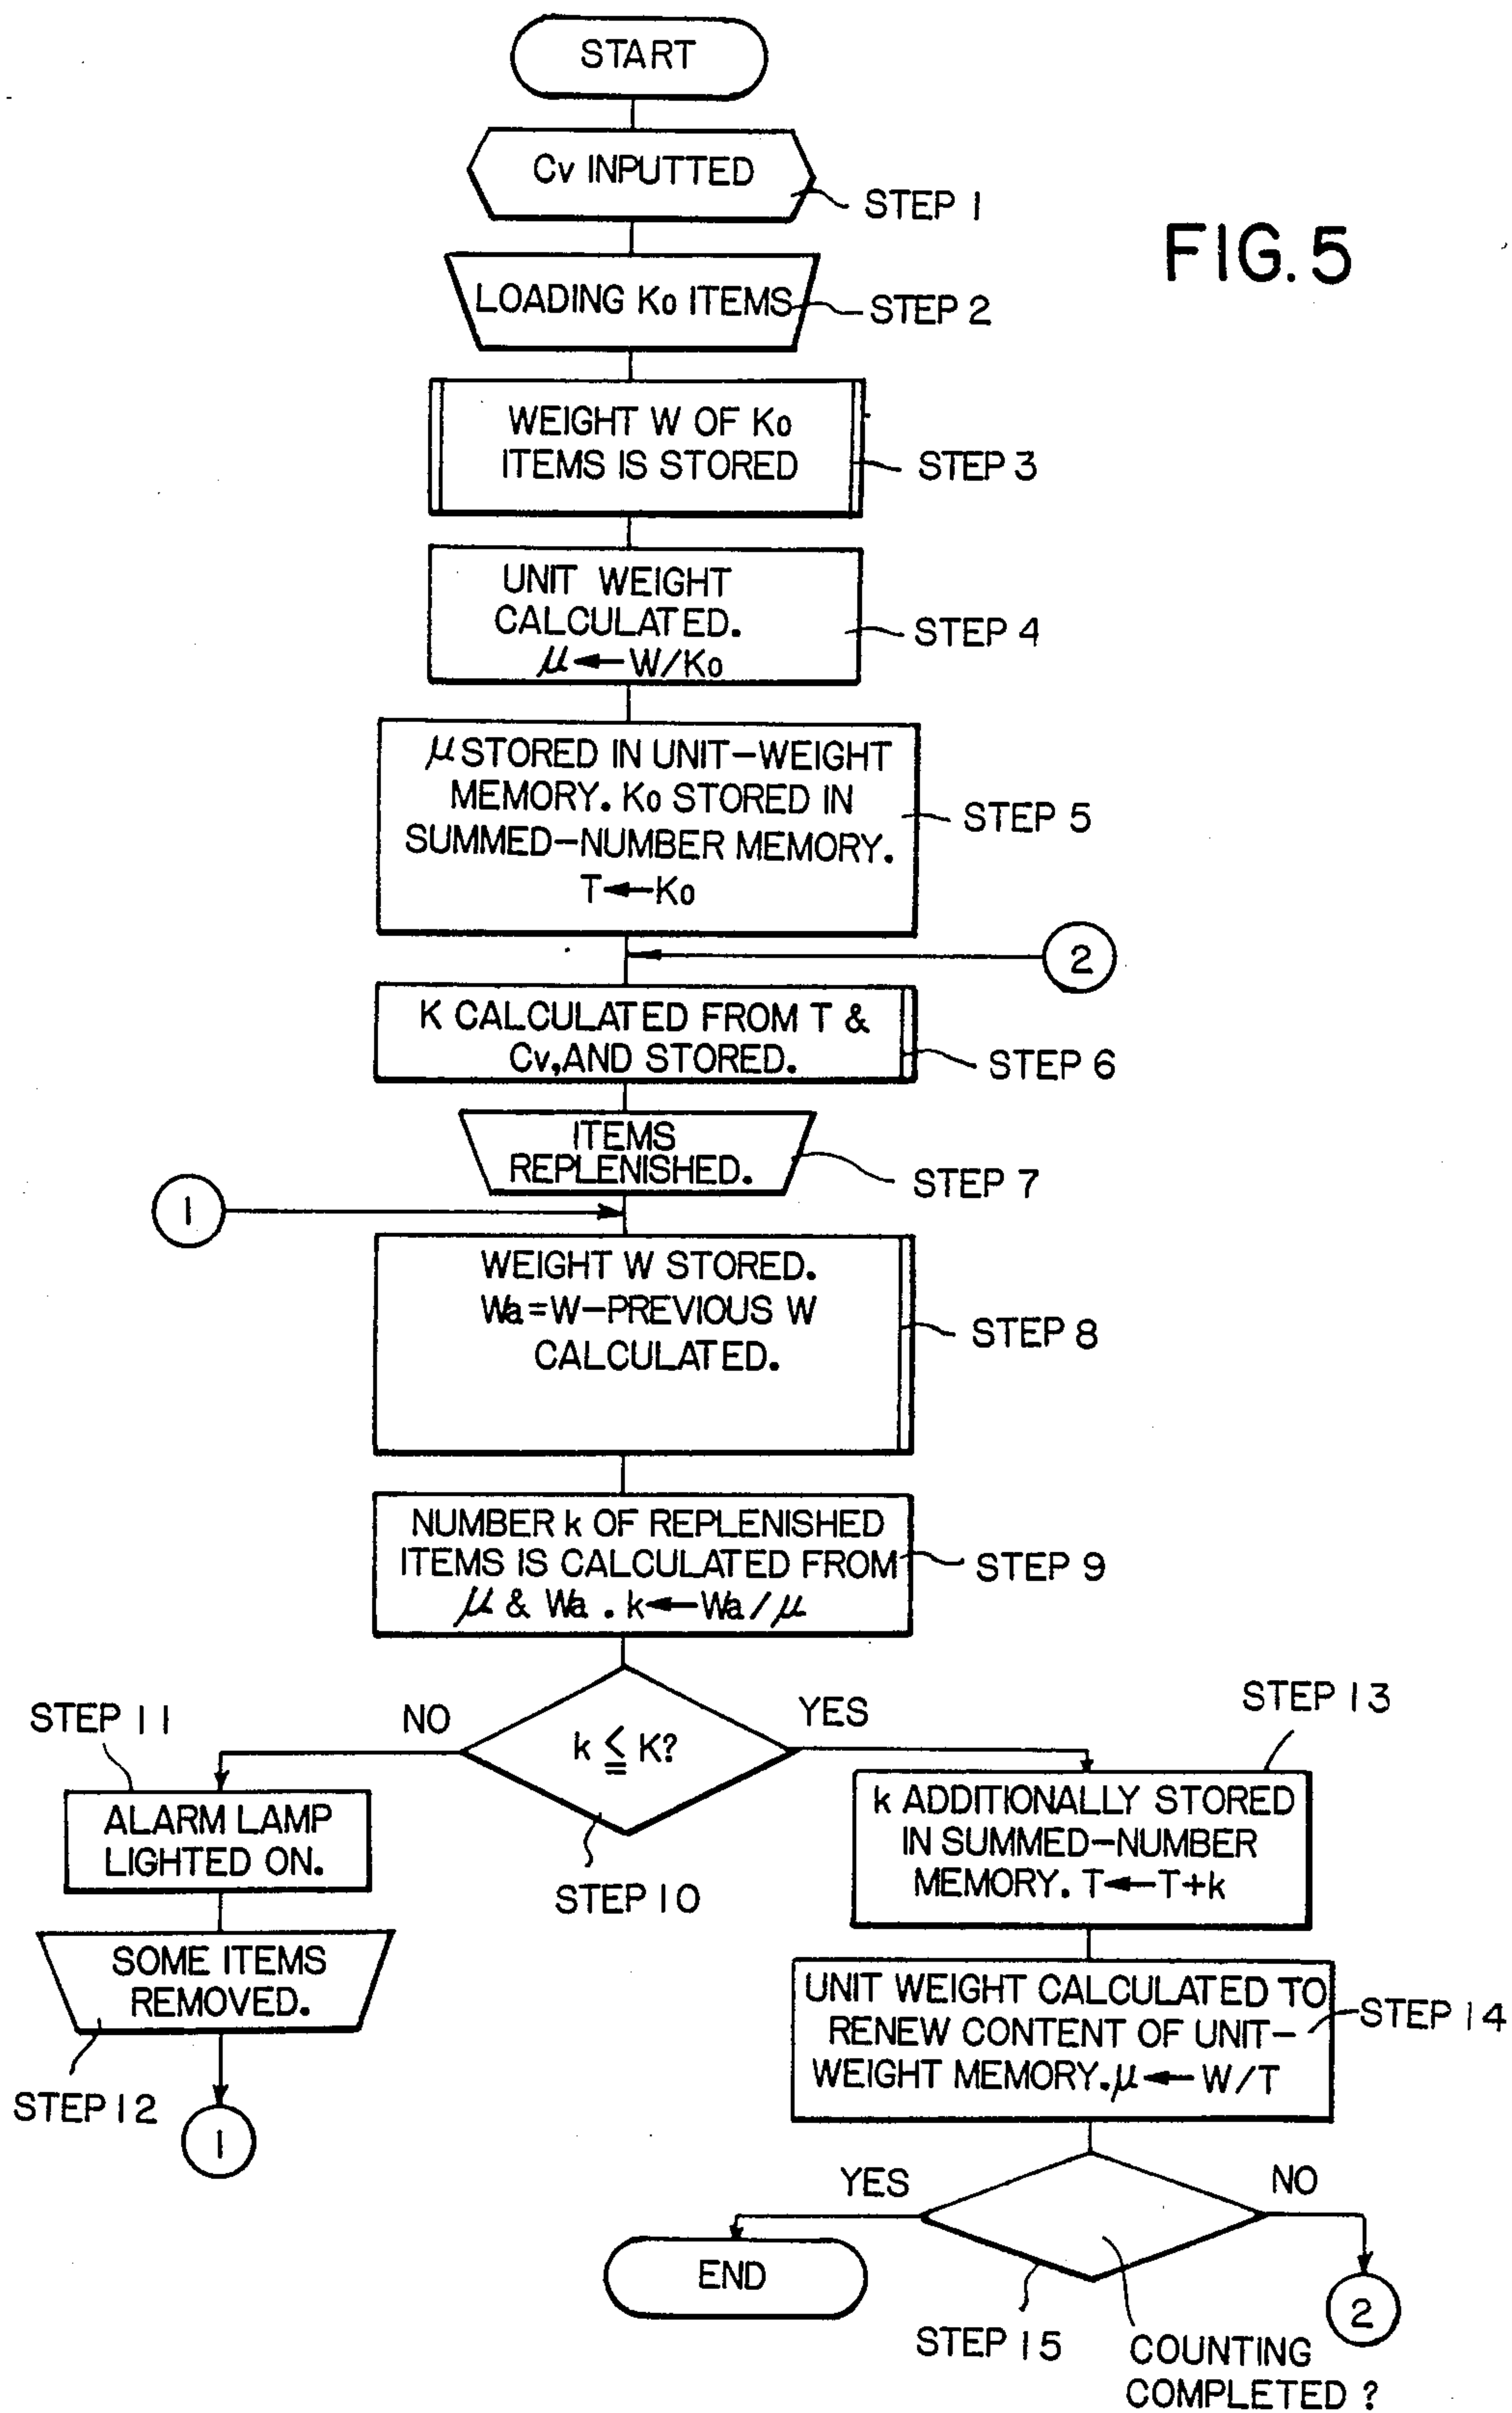 START
Cv INPUTTED
STEP 1
FIG. 5
LOADING Ko ITEMS
STEP 2
WEIGHT W OF Ko
ITEMS IS STORED
STEP 3
UNIT WEIGHT
CALCULATED.
μ ← W/Ko
STEP 4
μ STORED IN UNIT-WEIGHT
MEMORY. Ko STORED IN
SUMMED-NUMBER MEMORY.
T ← Ko
STEP 5
2
K CALCULATED FROM T &
Cv, AND STORED.
STEP 6
ITEMS
REPLENISHED.
STEP 7
1
WEIGHT W STORED.
Wa = W-PREVIOUS W
CALCULATED.
STEP 8
NUMBER k OF REPLENISHED
ITEMS IS CALCULATED FROM
μ & Wa . k ← Wa / μ
STEP 9
k ≦ K?
NO
YES
STEP 10
STEP 11
ALARM LAMP
LIGHTED ON.
SOME ITEMS
REMOVED.
STEP 12
1
STEP 13
k ADDITIONALLY STORED
IN SUMMED-NUMBER
MEMORY. T ← T+k
UNIT WEIGHT CALCULATED TO
RENEW CONTENT OF UNIT-
WEIGHT MEMORY. μ ← W/T
STEP 14
YES
NO
END
STEP 15
COUNTING
COMPLETED ?
2